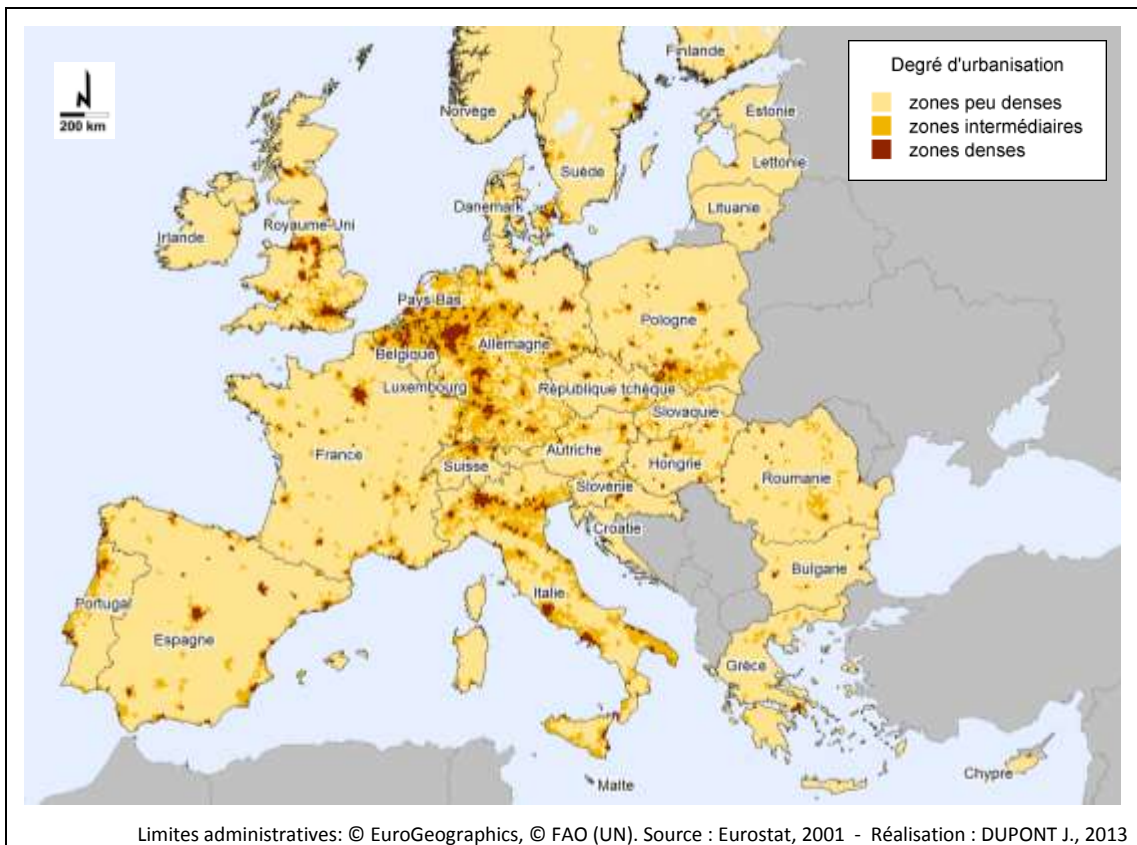 Degré d'urbanisation
zones peu denses
zones intermédiaires
zones denses
N
200 km
Finlande
Norvège
Estonie
Suède
Lettonie
Danemark
Lituanie
Royaume-Uni
Irlande
Pays-Bas
Pologne
Allemagne
Belgique
Luxembourg
République tchèque
Slovaquie
France
Autriche
Suisse
Hongrie
Roumanie
Slovénie
Croatie
Bulgarie
Italie
Portugal
Espagne
Grèce
Chypre
Malte
Limites administratives: © EuroGeographics, © FAO (UN). Source : Eurostat, 2001 - Réalisation : DUPONT J., 2013